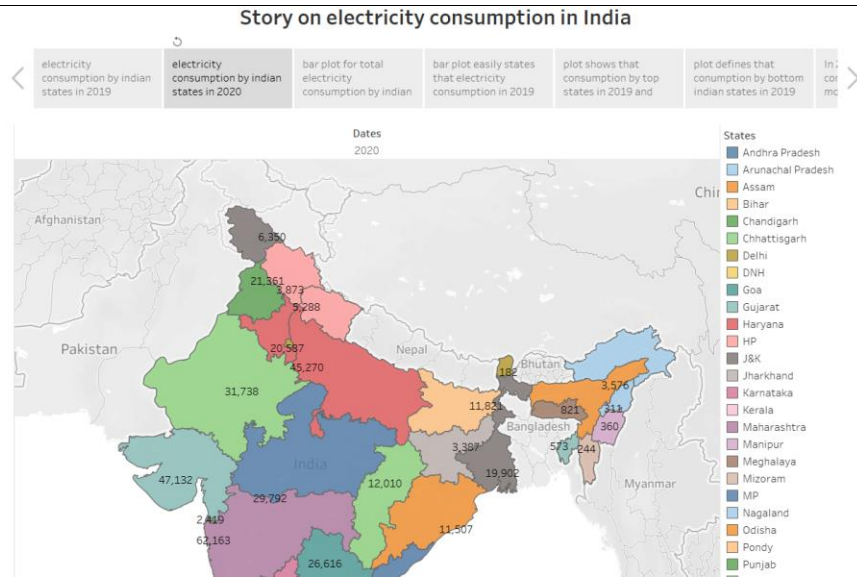 Story on electricity consumption in India
electricity
consumption by indian
states in 2019
electricity
consumption by indian
states in 2020
bar plot for total
electricity
consumption by indian
bar plot easily states
that electricity
consumption in 2019
plot shows that
consumption by top
states in 2019 and
plot defines that
conumption by bottom
indian states in 2019
Dates
2020
States
Andhra Pradesh
Arunachal Pradesh
Assam
Bihar
Chandigarh
Chhattisgarh
Delhi
DNH
Goa
Gujarat
Haryana
HP
J&K
Jharkhand
Karnataka
Kerala
Maharashtra
Manipur
Meghalaya
Mizoram
MP
Nagaland
Odisha
Pondy
Punjab
Afghanistan
6,350
21,361
3,873
5,288
Pakistan
Nepal
20,587
45,270
Bhutan
182
3,576
31,738
11,821
821
311
Bangladesh
360
3,387
573
244
India
47,132
19,902
12,010
Myanmar
29,792
2,419
11,507
62,163
26,616